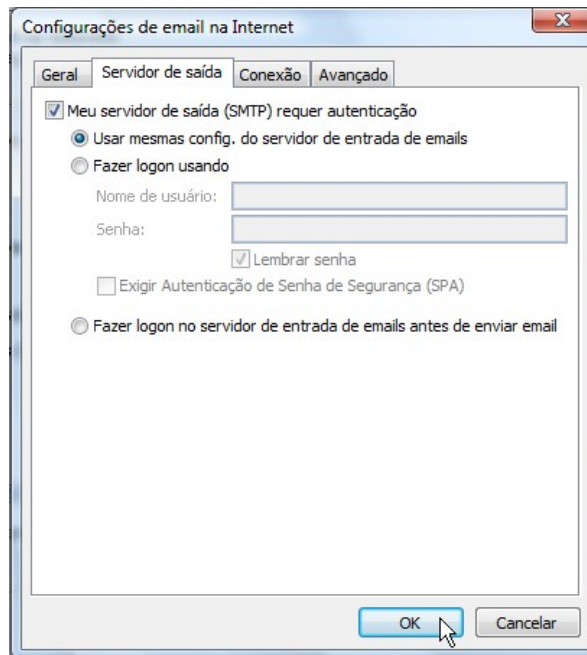 Configurações de email na Internet
Geral Servidor de saída Conexão Avançado
Meu servidor de saída (SMTP) requer autenticação
Usar mesmas config. do servidor de entrada de emails
Fazer logon usando
Nome de usuário:
Senha:
Lembrar senha
Exigir Autenticação de Senha de Segurança (SPA)
Fazer logon no servidor de entrada de emails antes de enviar email
OK Cancelar